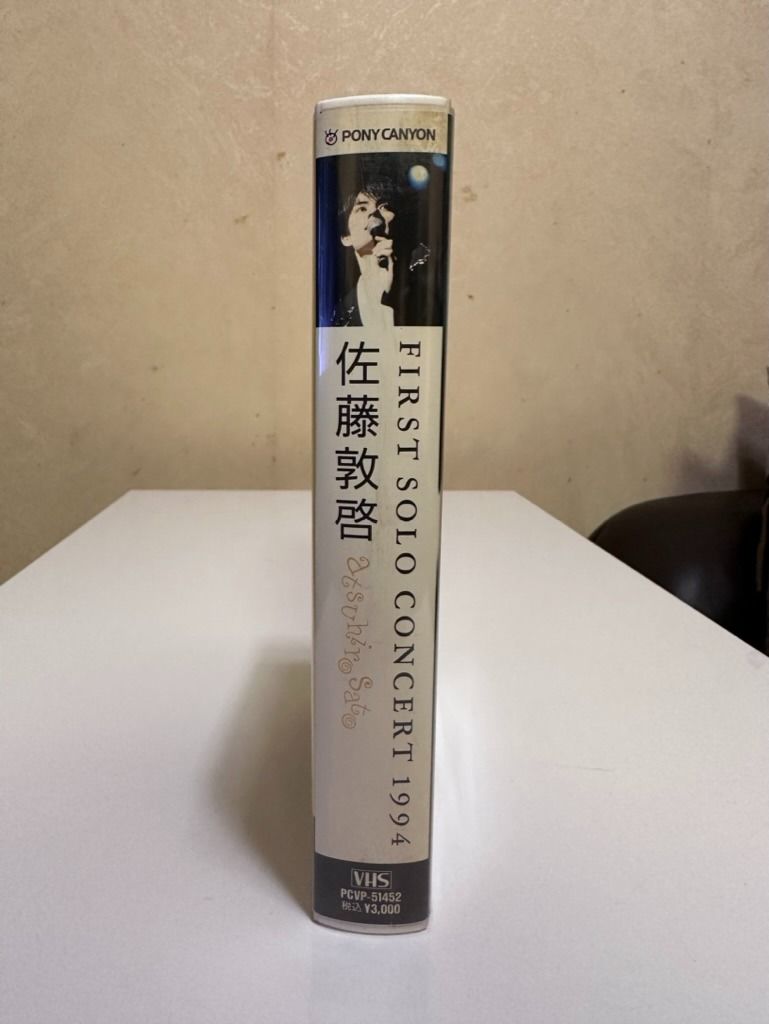 PONY CANYON
佐藤敦啓
atsuhiro Sato
FIRST SOLO CONCERT 1994
VHS
PCVP-51452
税込 ¥3,000